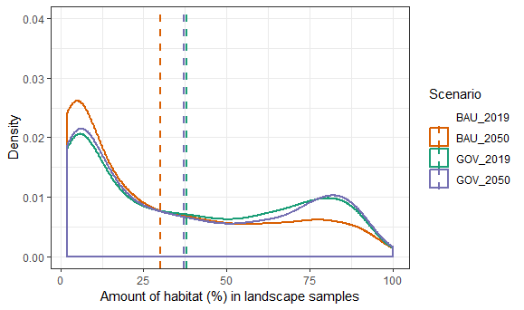 0.04
0.03
0.02
0.01
0.00
Density
0
25
50
75
100
Amount of habitat (%) in landscape samples
Scenario
BAU_2019
BAU_2050
GOV_2019
GOV_2050